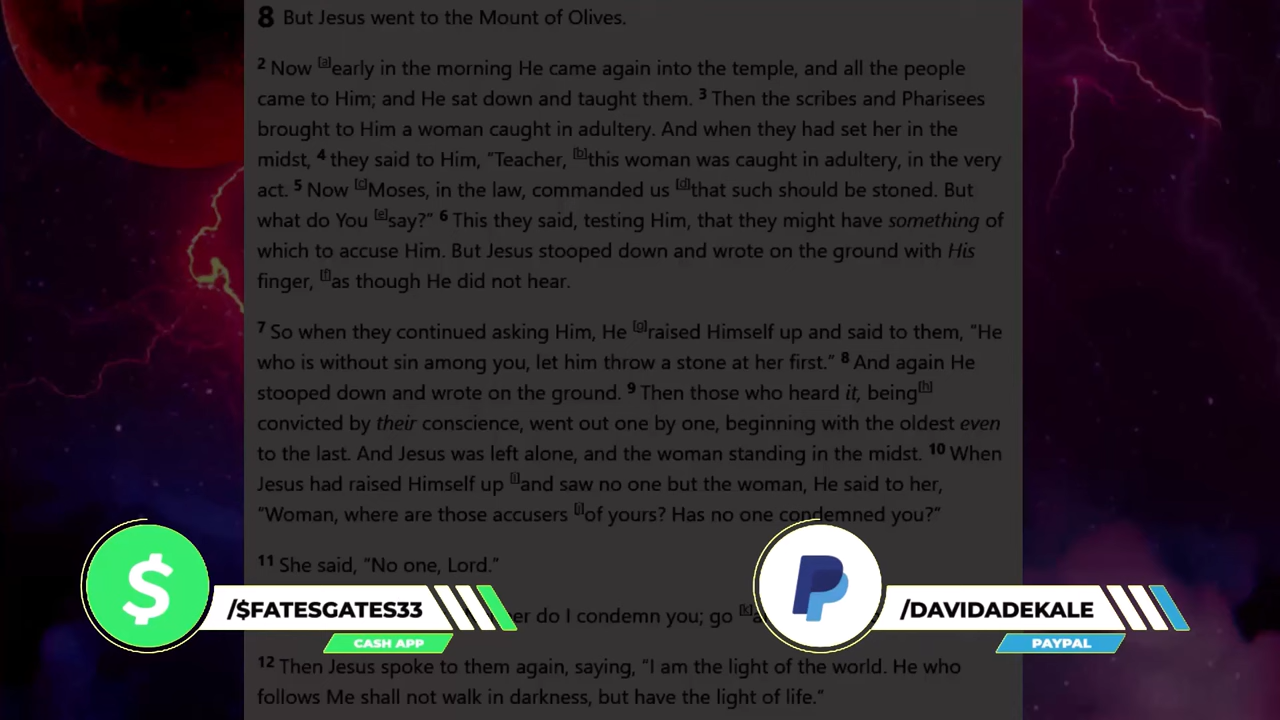 8 But Jesus went to the Mount of Olives.
2 Now [a]early in the morning He came again into the temple, and all the people
came to Him; and He sat down and taught them. 3 Then the scribes and Pharisees
brought to Him a woman caught in adultery. And when they had set her in the
midst, 4 they said to Him, “Teacher, [b]this woman was caught in adultery, in the very
act. 5 Now [c]Moses, in the law, commanded us [d]that such should be stoned. But
what do You [e]say?” 6 This they said, testing Him, that they might have something of
which to accuse Him. But Jesus stooped down and wrote on the ground with His
finger, [f]as though He did not hear.
7 So when they continued asking Him, He [g]raised Himself up and said to them, “He
who is without sin among you, let him throw a stone at her first.” 8 And again He
stooped down and wrote on the ground. 9 Then those who heard it, being[h]
convicted by their conscience, went out one by one, beginning with the oldest even
to the last. And Jesus was left alone, and the woman standing in the midst. 10 When
Jesus had raised Himself up [i]and saw no one but the woman, He said to her,
“Woman, where are those accusers [j]of yours? Has no one condemned you?”
11 She said, “No one, Lord.”
er do I condemn you; go [k]a
/$FATESGATES33
CASH APP
/DAVIDADEKALE
PAYPAL
12 Then Jesus spoke to them again, saying, “I am the light of the world. He who
follows Me shall not walk in darkness, but have the light of life.”